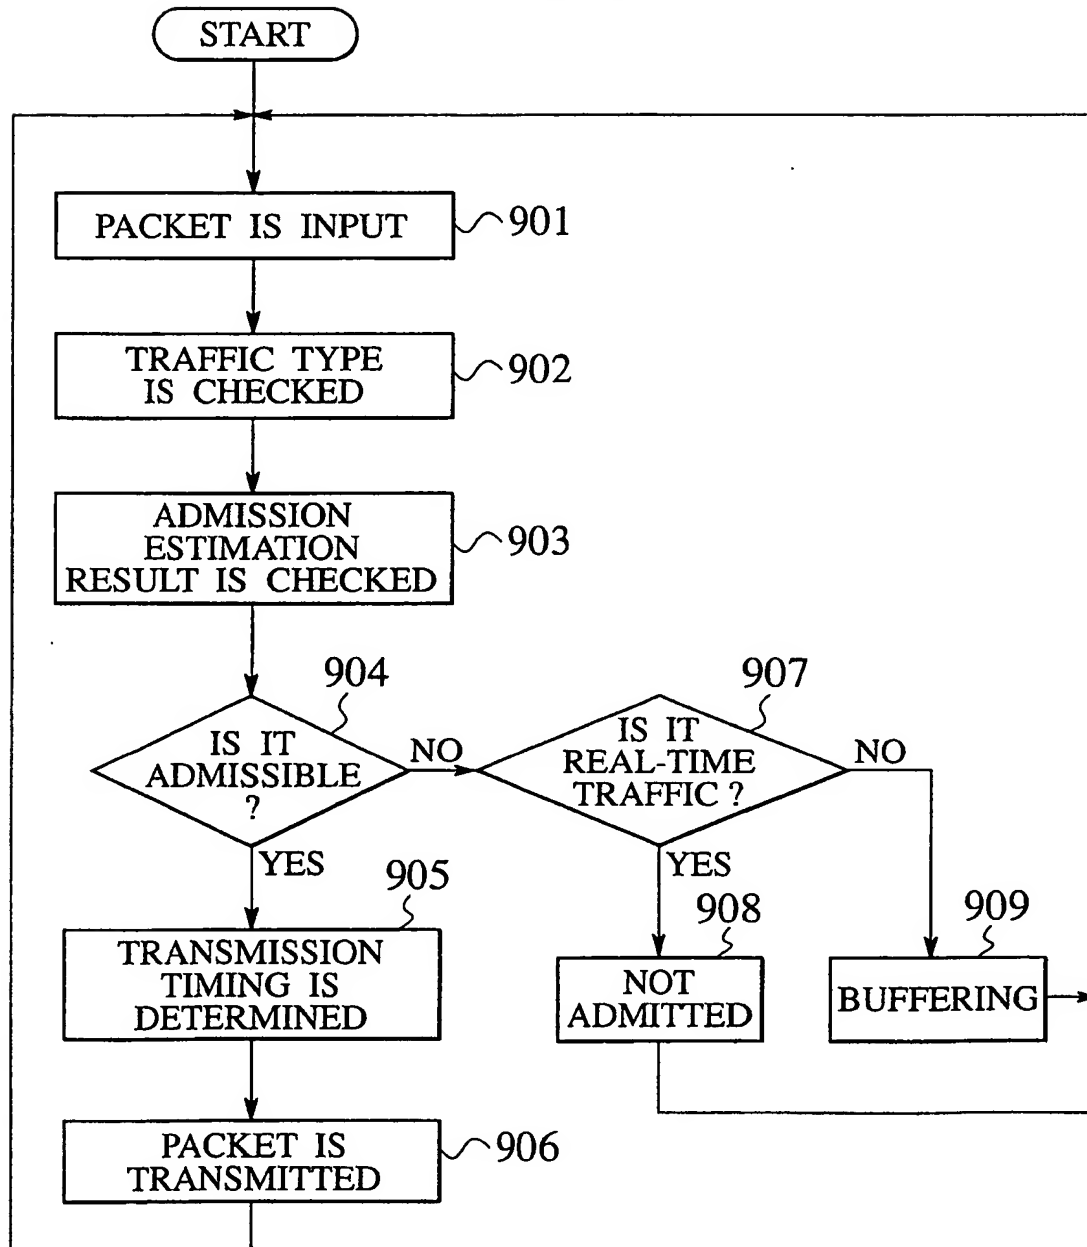 START
PACKET IS INPUT
901
TRAFFIC TYPE
IS CHECKED
902
ADMISSION
ESTIMATION
RESULT IS CHECKED
903
904
IS IT
ADMISSIBLE
?
NO
YES
907
IS IT
REAL-TIME
TRAFFIC ?
NO
YES
905
TRANSMISSION
TIMING IS
DETERMINED
908
NOT
ADMITTED
909
BUFFERING
PACKET IS
TRANSMITTED
906